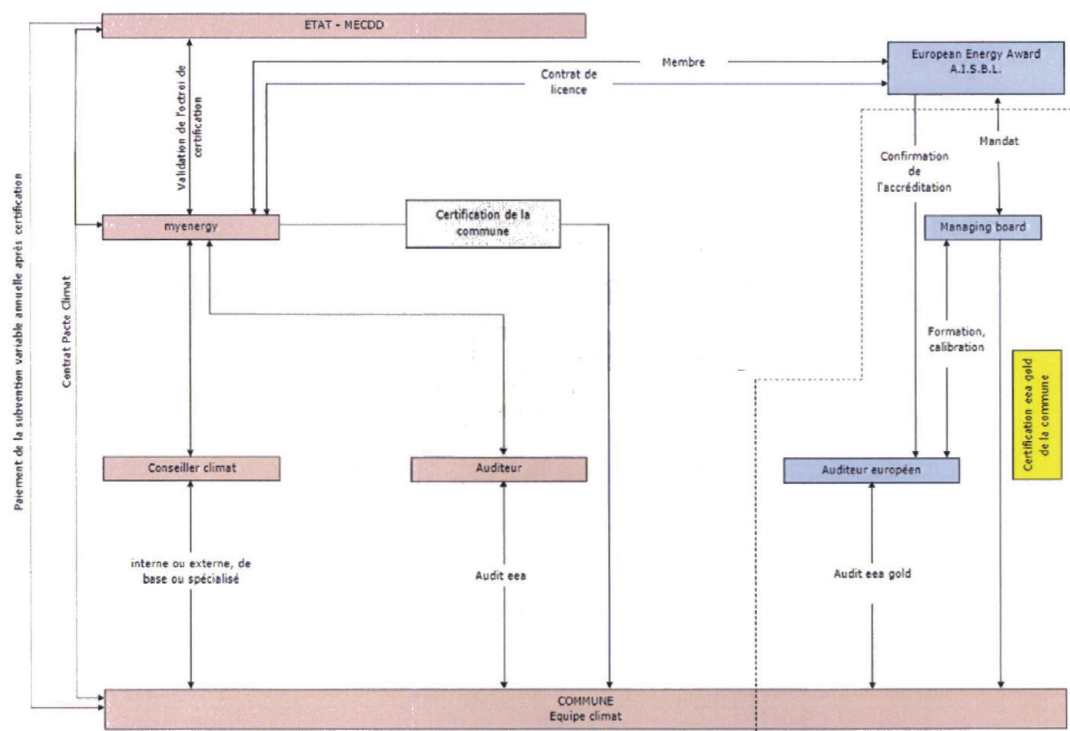 ETAT - MECDD
European Energy Award
A.I.S.B.L.
Membre
Contrat de
licence
Validation de l'octroi de
certification
Mandat
Confirmation
de
l'accréditation
myenergy
Certification de la
commune
Managing board
Paiement de la subvention variable annuelle après certification
Contrat Pacte Climat
Formation,
calibration
Certification eea gold
de la commune
Conseiller climat
Auditeur
Auditeur européen
interne ou externe, de
base ou spécialisé
Audit eea
Audit eea gold
COMMUNE
Equipe climat